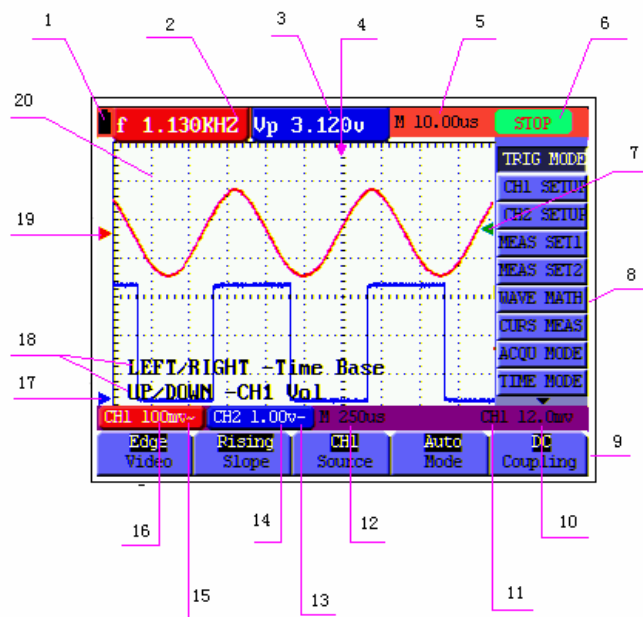 1 2 3 4 5 6
f 1.130KHZ Vp 3.120v M 10.00us STOP
20
TRIG MODE
7
CH1 SETUP
CH2 SETUP
19
MEAS SET1
MEAS SET2
8
WAVE MATH
CURS MEAS
18
LEFT/RIGHT -Time Base
ACQU MODE
17
UP/DOWN -CH1 Vol
TIME MODE
CH1 100mv~ CH2 1.00v- M 250us CH1 12.0mv
Edge Rising CH1 Auto DC
Video Slope Source Mode Coupling
9
16 14 12 10
15 13 11